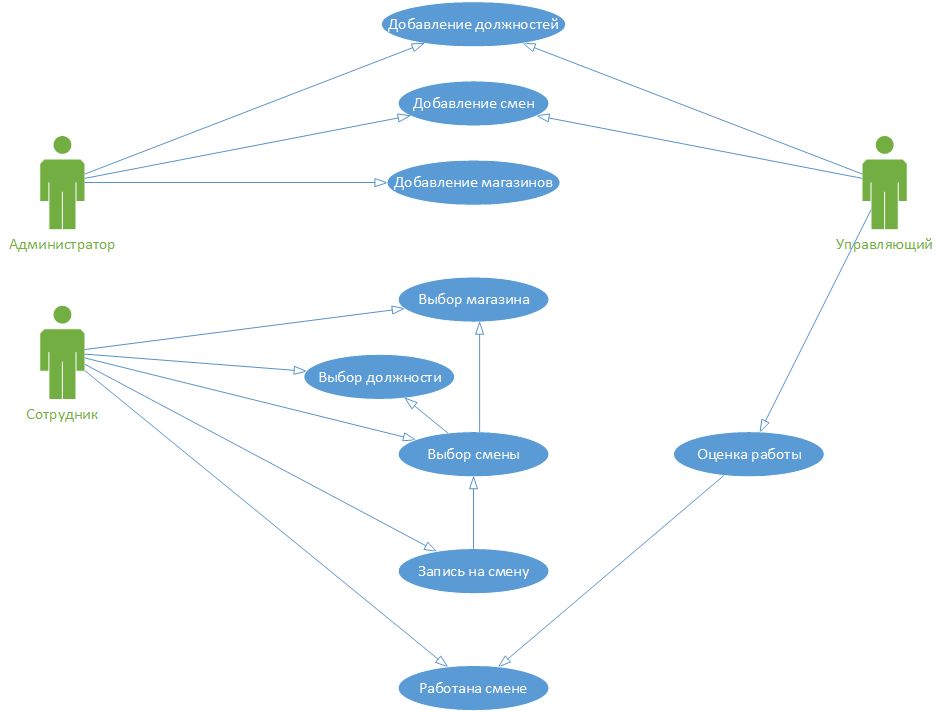 Добавление должностей
Добавление смен
Добавление магазинов
Администратор
Управляющий
Выбор магазина
Выбор должности
Сотрудник
Выбор смены
Оценка работы
Запись на смену
Работана смене